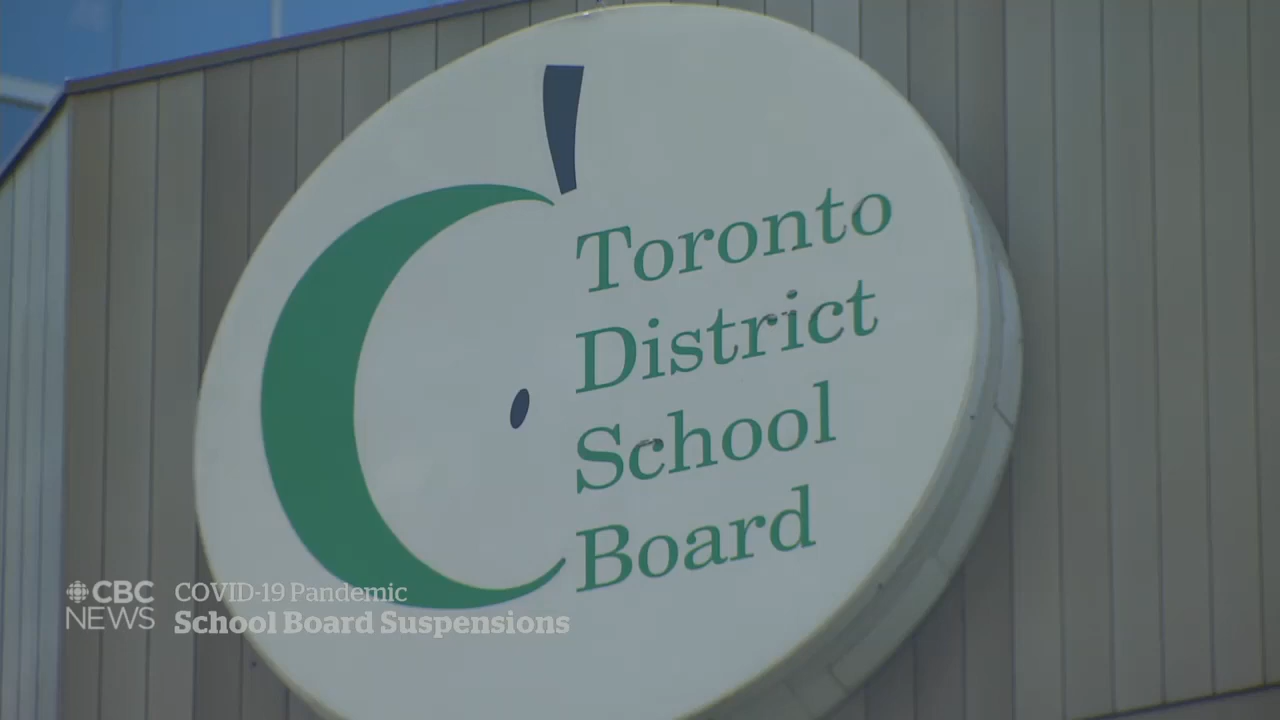 Toronto
District
School
Board
CBC
NEWS
COVID-19 Pandemic
School Board Suspensions